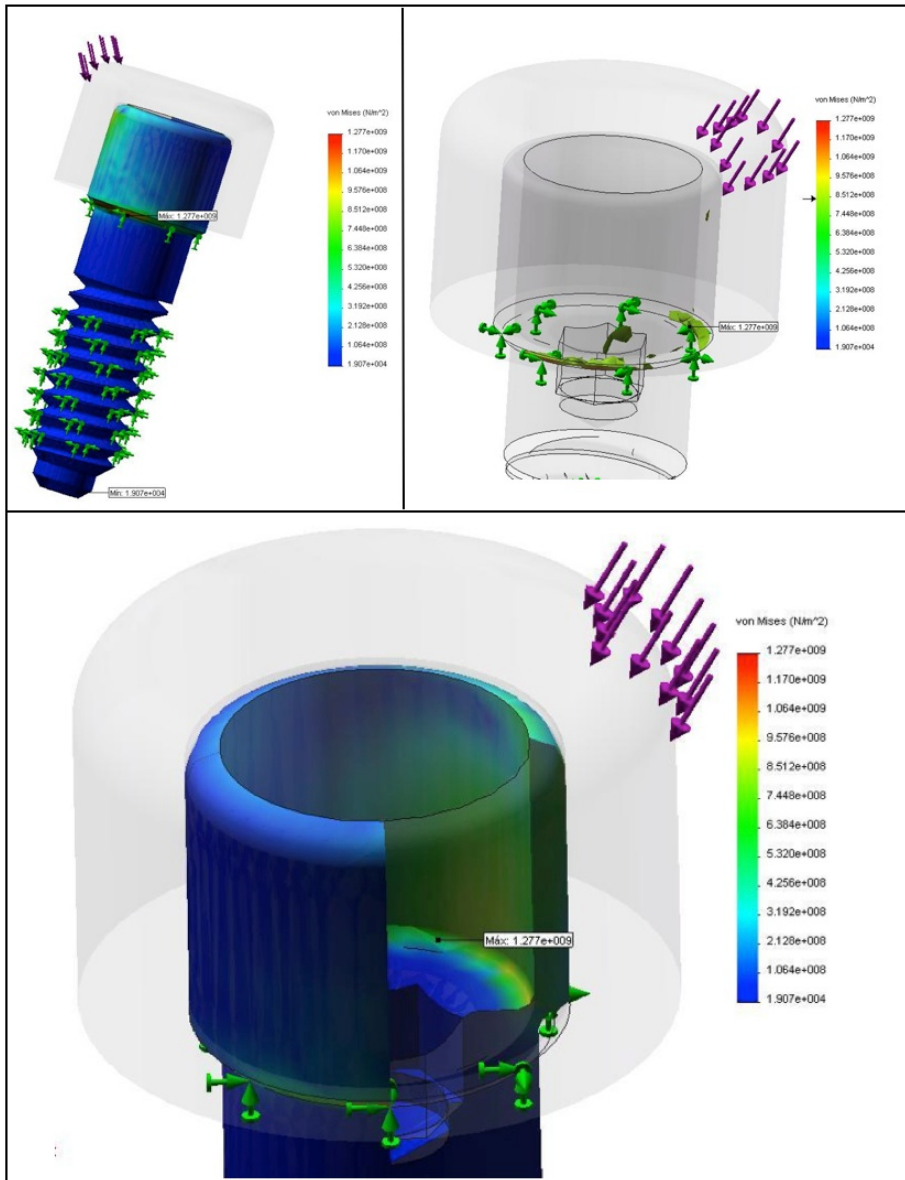 von Mises (N/m^2)
1.277e+009
1.170e+009
1.064e+009
9.576e+008
8.512e+008
7.448e+008
6.384e+008
5.320e+008
4.256e+008
3.192e+008
2.128e+008
1.064e+008
1.907e+004
Máx: 1.277e+009
Mín: 1.907e+004
von Mises (N/m^2)
1.277e+009
1.170e+009
1.064e+009
9.576e+008
8.512e+008
7.448e+008
6.384e+008
5.320e+008
4.256e+008
3.192e+008
2.128e+008
1.064e+008
1.907e+004
Máx: 1.277e+009
von Mises (N/m^2)
1.277e+009
1.170e+009
1.064e+009
9.576e+008
8.512e+008
7.448e+008
6.384e+008
5.320e+008
4.256e+008
3.192e+008
2.128e+008
1.064e+008
1.907e+004
Máx: 1.277e+009